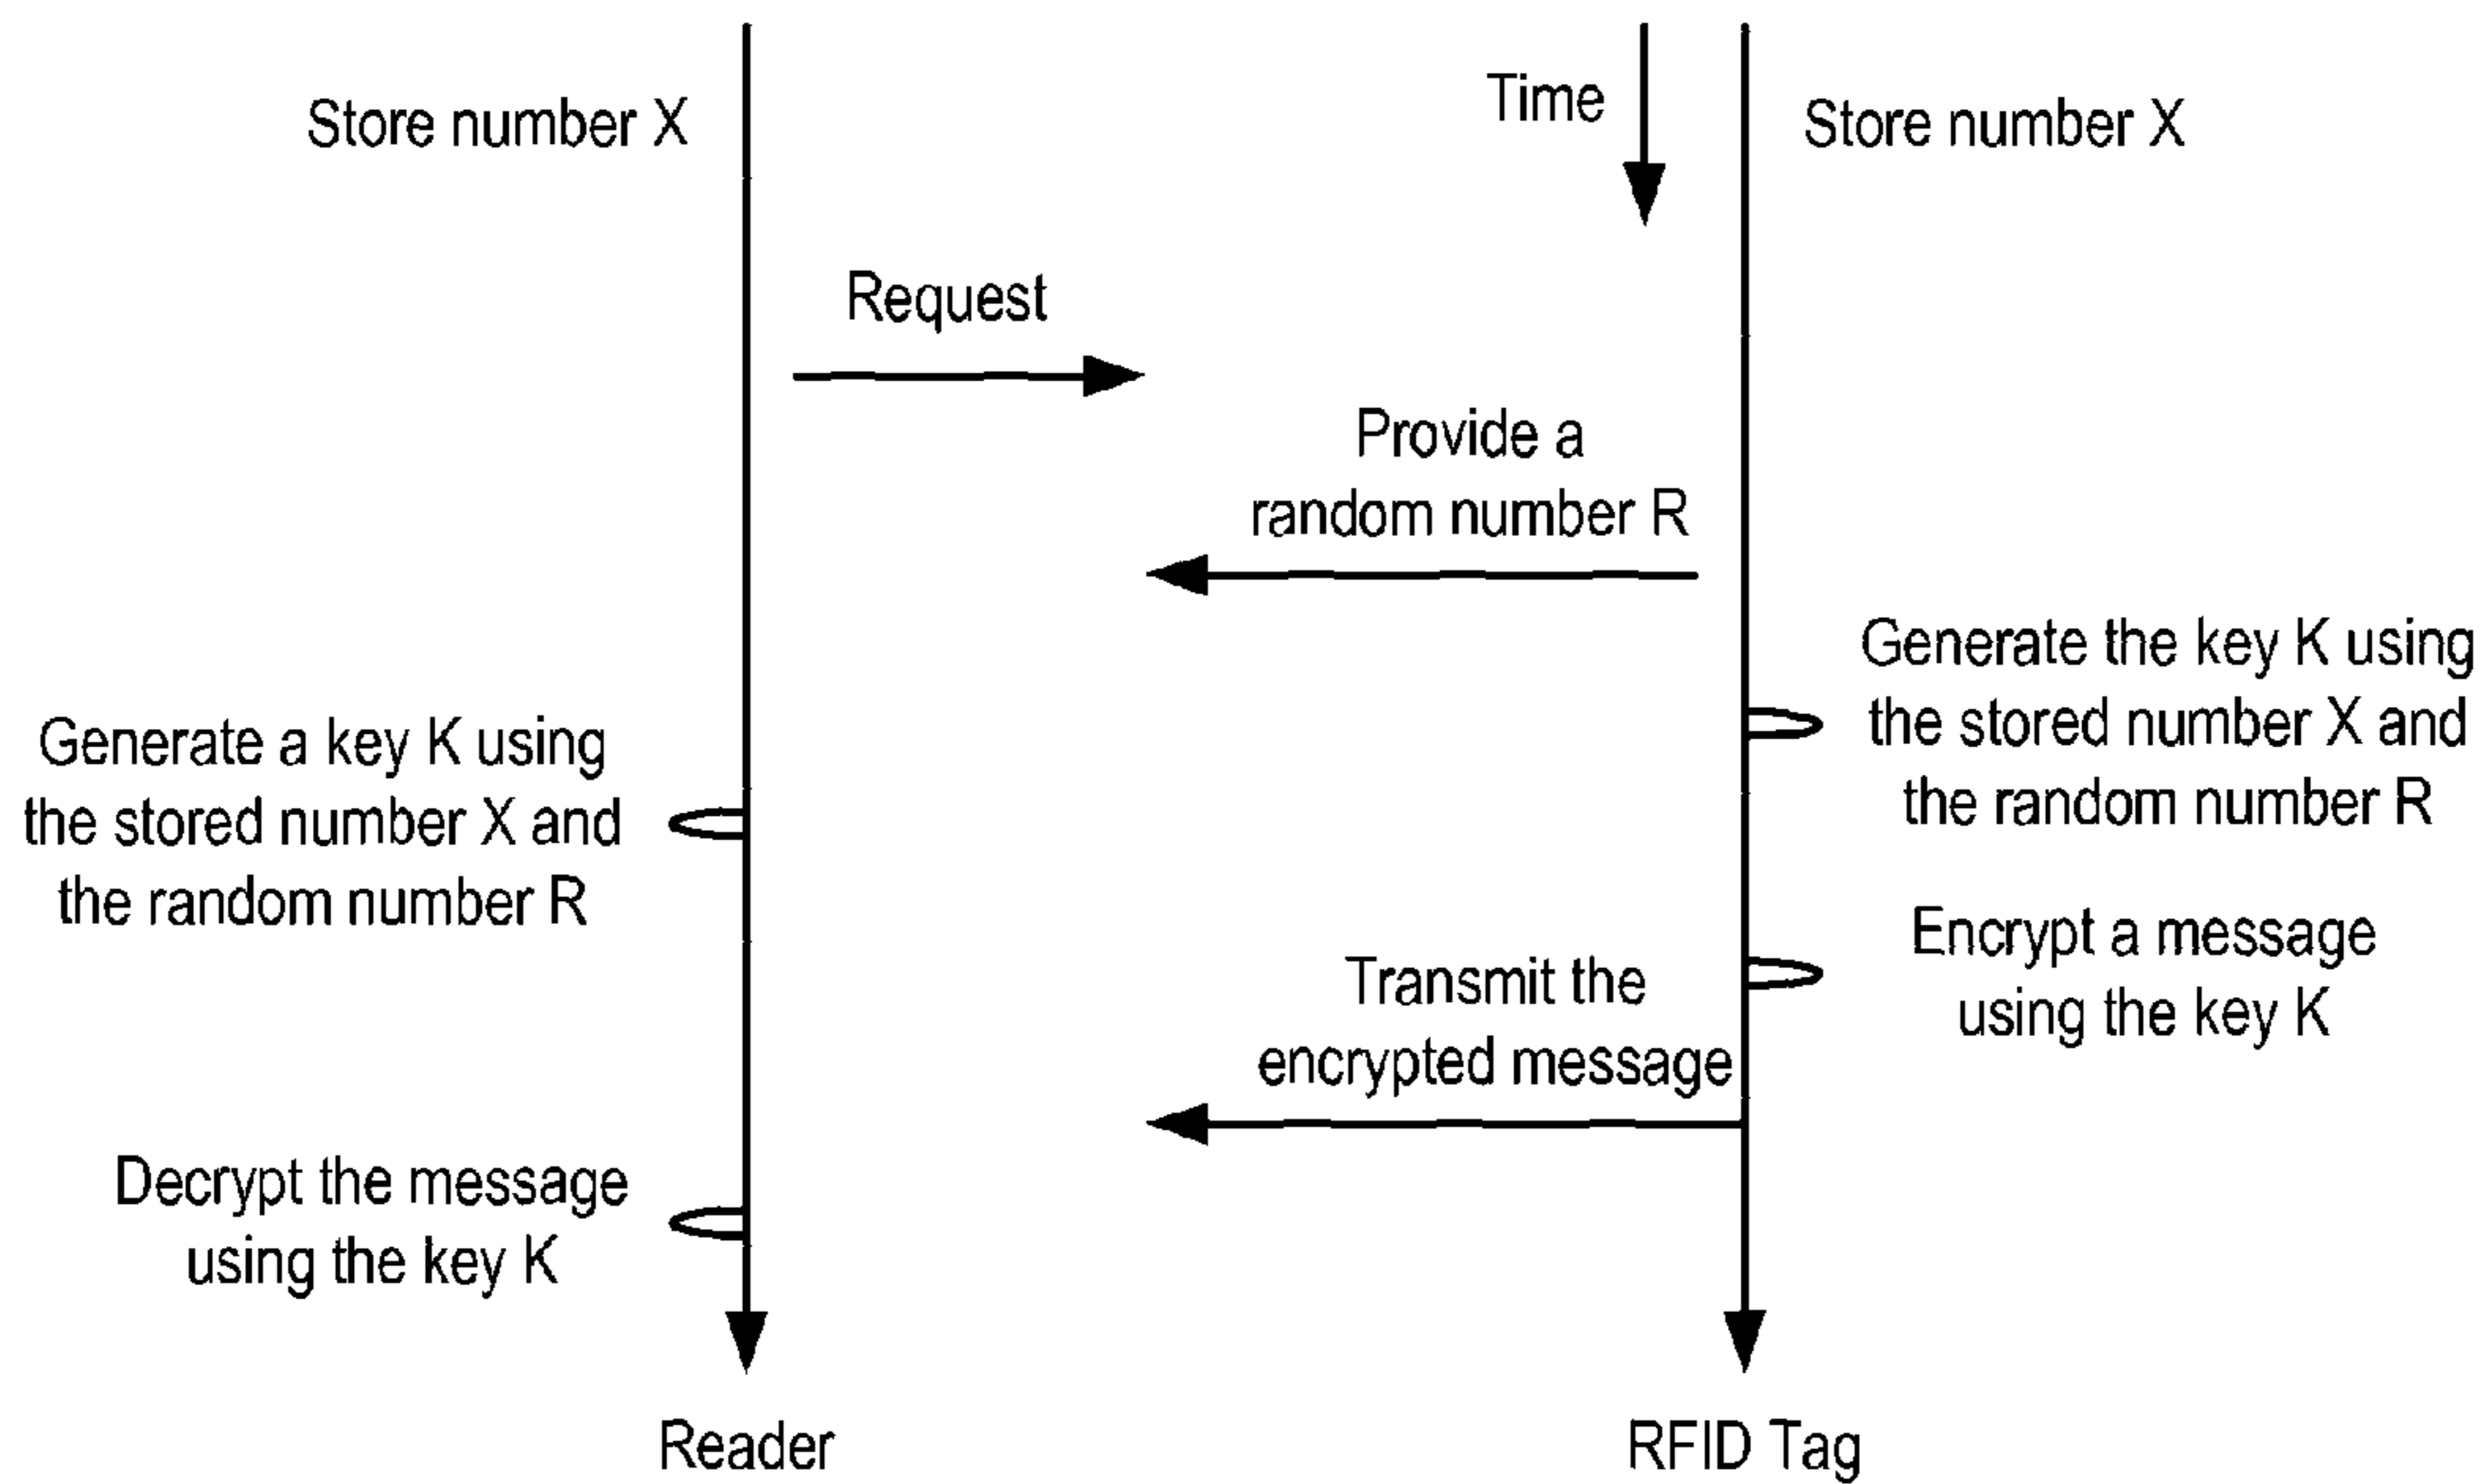 Store number X
Time
Store number X
Request
Provide a
random number R
Generate the key K using
the stored number X and
the random number R
Generate a key K using
the stored number X and
the random number R
Encrypt a message
using the key K
Transmit the
encrypted message
Decrypt the message
using the key K
Reader
RFID Tag